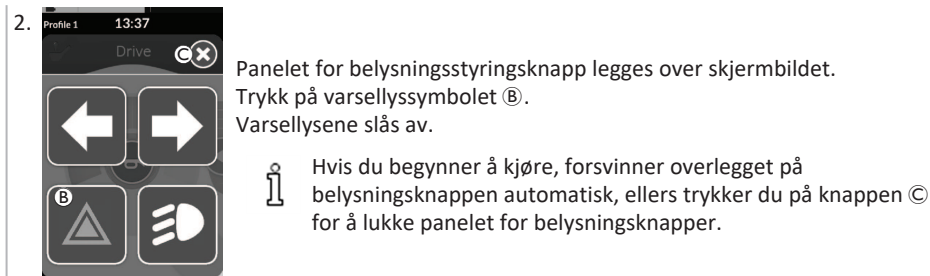 2.
Profile 1 13:37
Drive Ⓒ
Ⓑ
Panelet for belysningsstyringsknapp legges over skjermbildet.
Trykk på varsellyssymbolet Ⓑ.
Varsellysene slås av.
Hvis du begynner å kjøre, forsvinner overlegget på
belysningsknappen automatisk, ellers trykker du på knappen Ⓒ
for å lukke panelet for belysningsknapper.